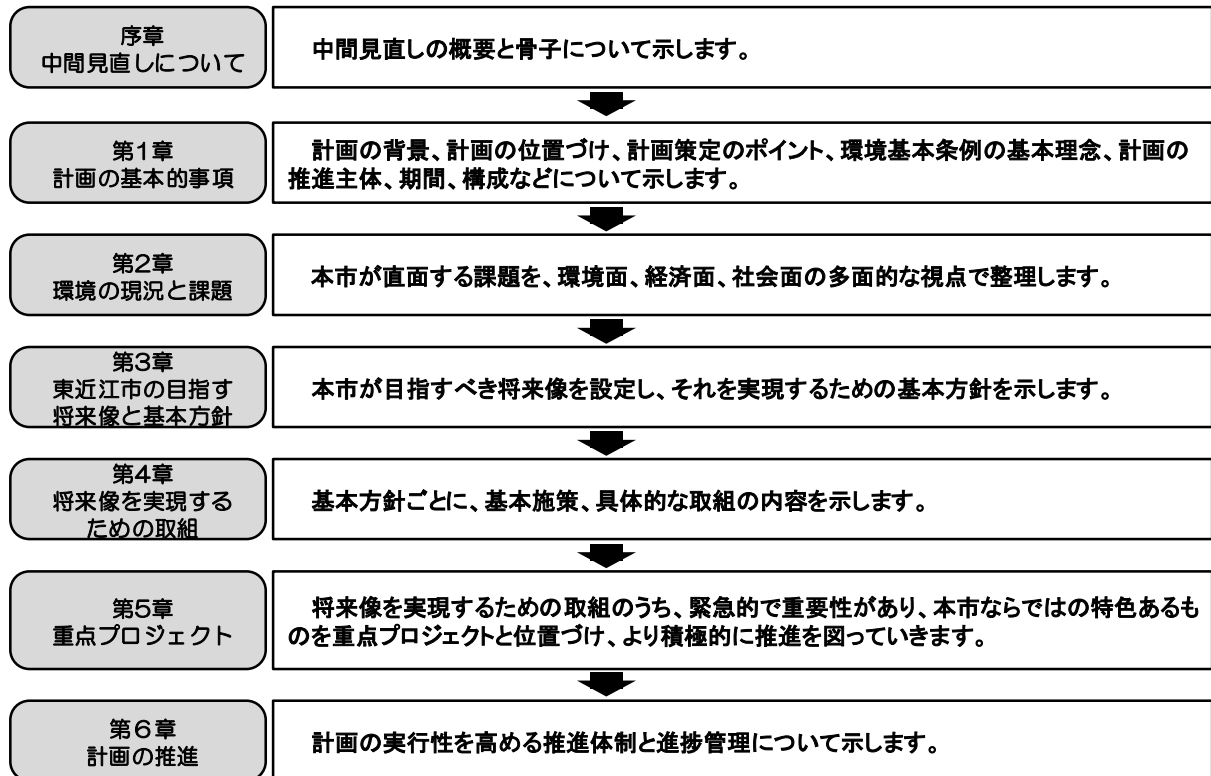 序章
中間見直しについて
中間見直しの概要と骨子について示します。
第1章
計画の基本的事項
計画の背景、計画の位置づけ、計画策定のポイント、環境基本条例の基本理念、計画の
推進主体、期間、構成などについて示します。
第2章
環境の現況と課題
本市が直面する課題を、環境面、経済面、社会面の多面的な視点で整理します。
第3章
東近江市の目指す
将来像と基本方針
本市が目指すべき将来像を設定し、それを実現するための基本方針を示します。
第4章
将来像を実現する
ための取組
基本方針ごとに、基本施策、具体的な取組の内容を示します。
第5章
重点プロジェクト
将来像を実現するための取組のうち、緊急的で重要性があり、本市ならではの特色あるも
のを重点プロジェクトと位置づけ、より積極的に推進を図っていきます。
第6章
計画の推進
計画の実行性を高める推進体制と進捗管理について示します。